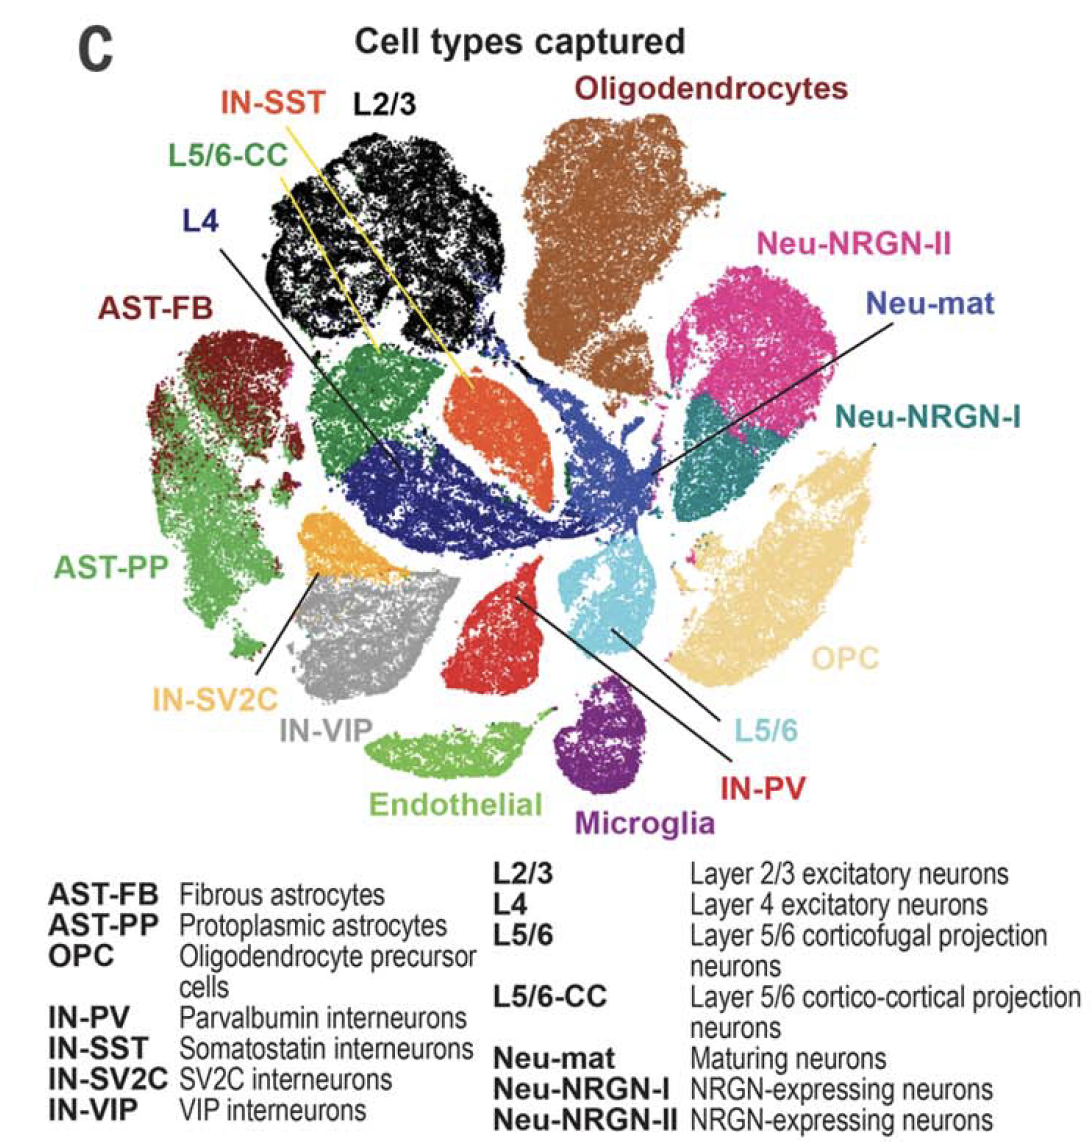 C
Cell types captured
Oligodendrocytes
IN-SST
L2/3
L5/6-CC
L4
Neu-NRGN-II
Neu-mat
AST-FB
Neu-NRGN-I
AST-PP
OPC
IN-SV2C
IN-VIP
L5/6
IN-PV
Endothelial
Microglia
AST-FB Fibrous astrocytes
AST-PP Protoplasmic astrocytes
OPC Oligodendrocyte precursor
cells
IN-PV Parvalbumin interneurons
IN-SST Somatostatin interneurons
IN-SV2C SV2C interneurons
IN-VIP VIP interneurons
L2/3 Layer 2/3 excitatory neurons
L4 Layer 4 excitatory neurons
L5/6 Layer 5/6 corticofugal projection
neurons
L5/6-CC Layer 5/6 cortico-cortical projection
neurons
Neu-mat Maturing neurons
Neu-NRGN-I NRGN-expressing neurons
Neu-NRGN-II NRGN-expressing neurons